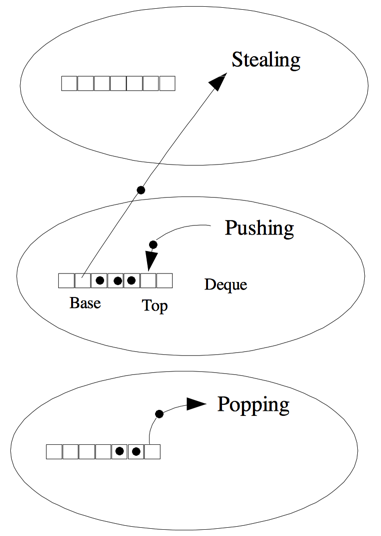 Stealing
Pushing
Deque
Base
Top
Popping